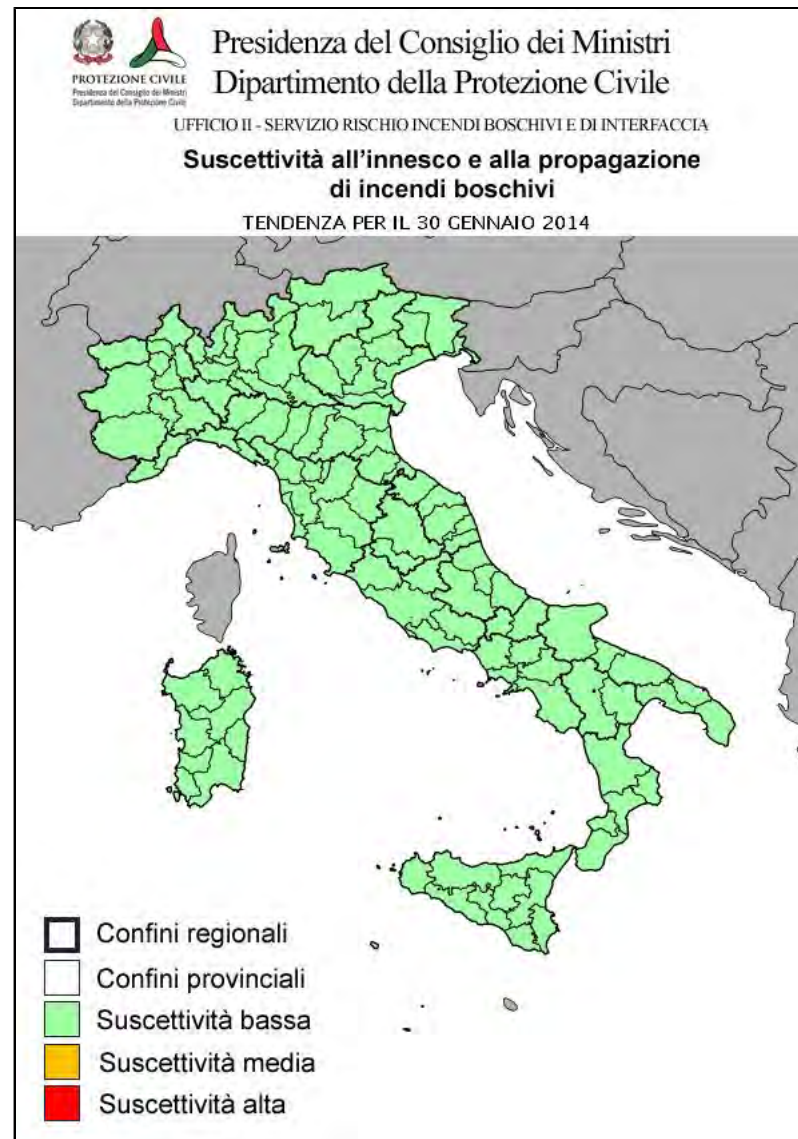 PROTEZIONE CIVILE
Presidenza del Consiglio dei Ministri
Dipartimento della Protezione Civile
Presidenza del Consiglio dei Ministri
Dipartimento della Protezione Civile
UFFICIO II - SERVIZIO RISCHIO INCENDI BOSCHIVI E DI INTERFACCIA
Suscettività all'innesco e alla propagazione
di incendi boschivi
TENDENZA PER IL 30 GENNAIO 2014
Confini regionali
Confini provinciali
Suscettività bassa
Suscettività media
Suscettività alta